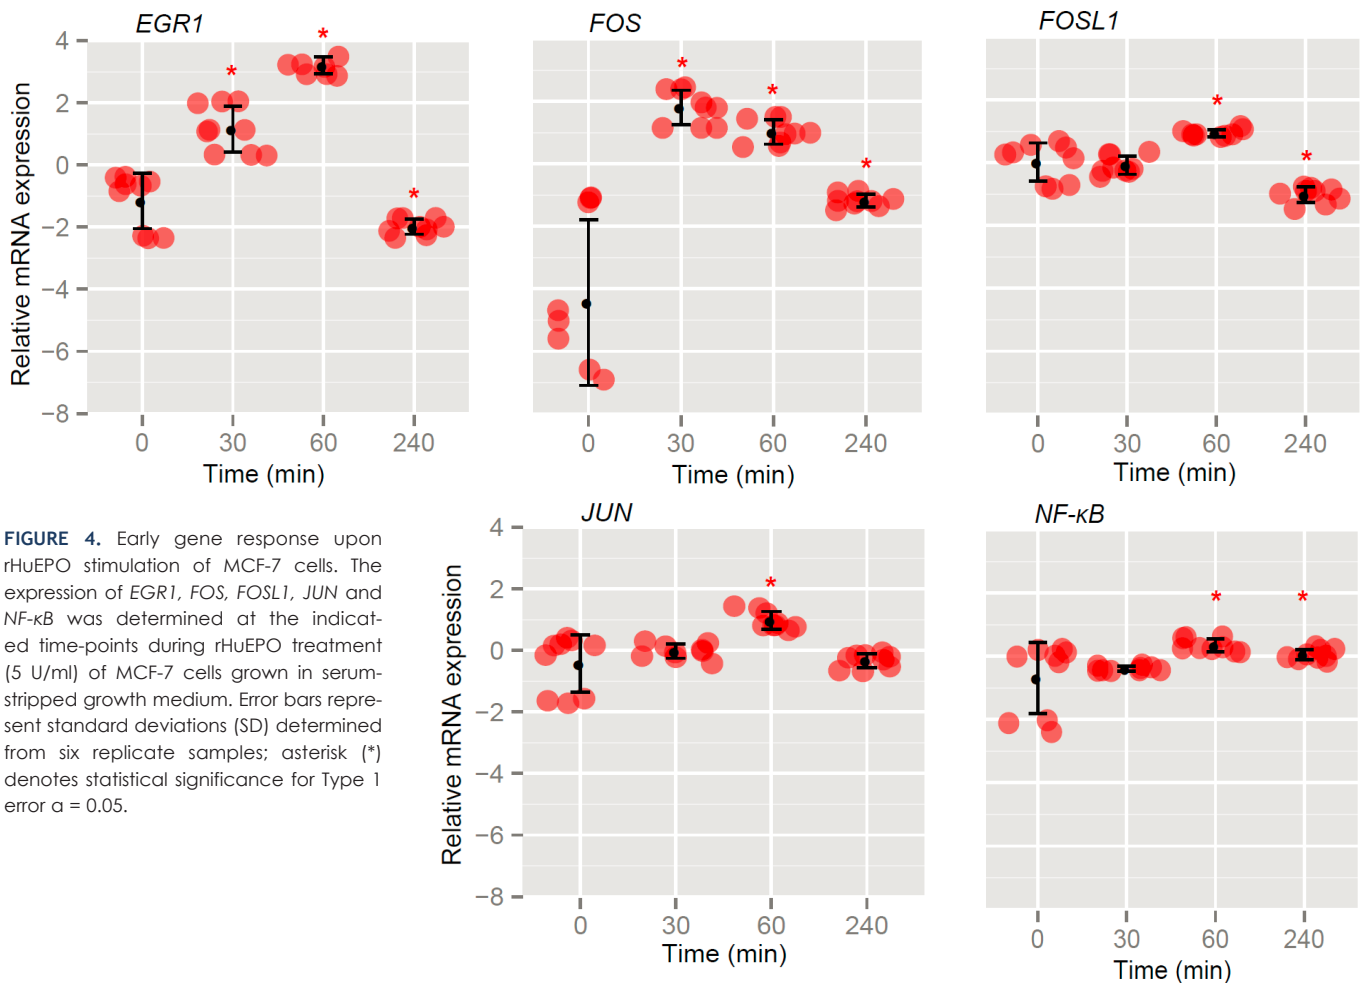 EGR1
FOS
FOSL1
Relative mRNA expression
4
2
0
−2
−4
−6
−8
*
*
*
*
*
*
*
*
0 30 60 240
0 30 60 240
0 30 60 240
Time (min)
Time (min)
Time (min)
FIGURE 4. Early gene response upon
rHuEPO stimulation of MCF-7 cells. The
expression of EGR1, FOS, FOSL1, JUN and
NF-κB was determined at the indicat-
ed time-points during rHuEPO treatment
(5 U/ml) of MCF-7 cells grown in serum-
stripped growth medium. Error bars repre-
sent standard deviations (SD) determined
from six replicate samples; asterisk (*)
denotes statistical significance for Type 1
error α = 0.05.
JUN
NF-κB
Relative mRNA expression
4
2
0
−2
−4
−6
−8
*
*
*
0 30 60 240
0 30 60 240
Time (min)
Time (min)